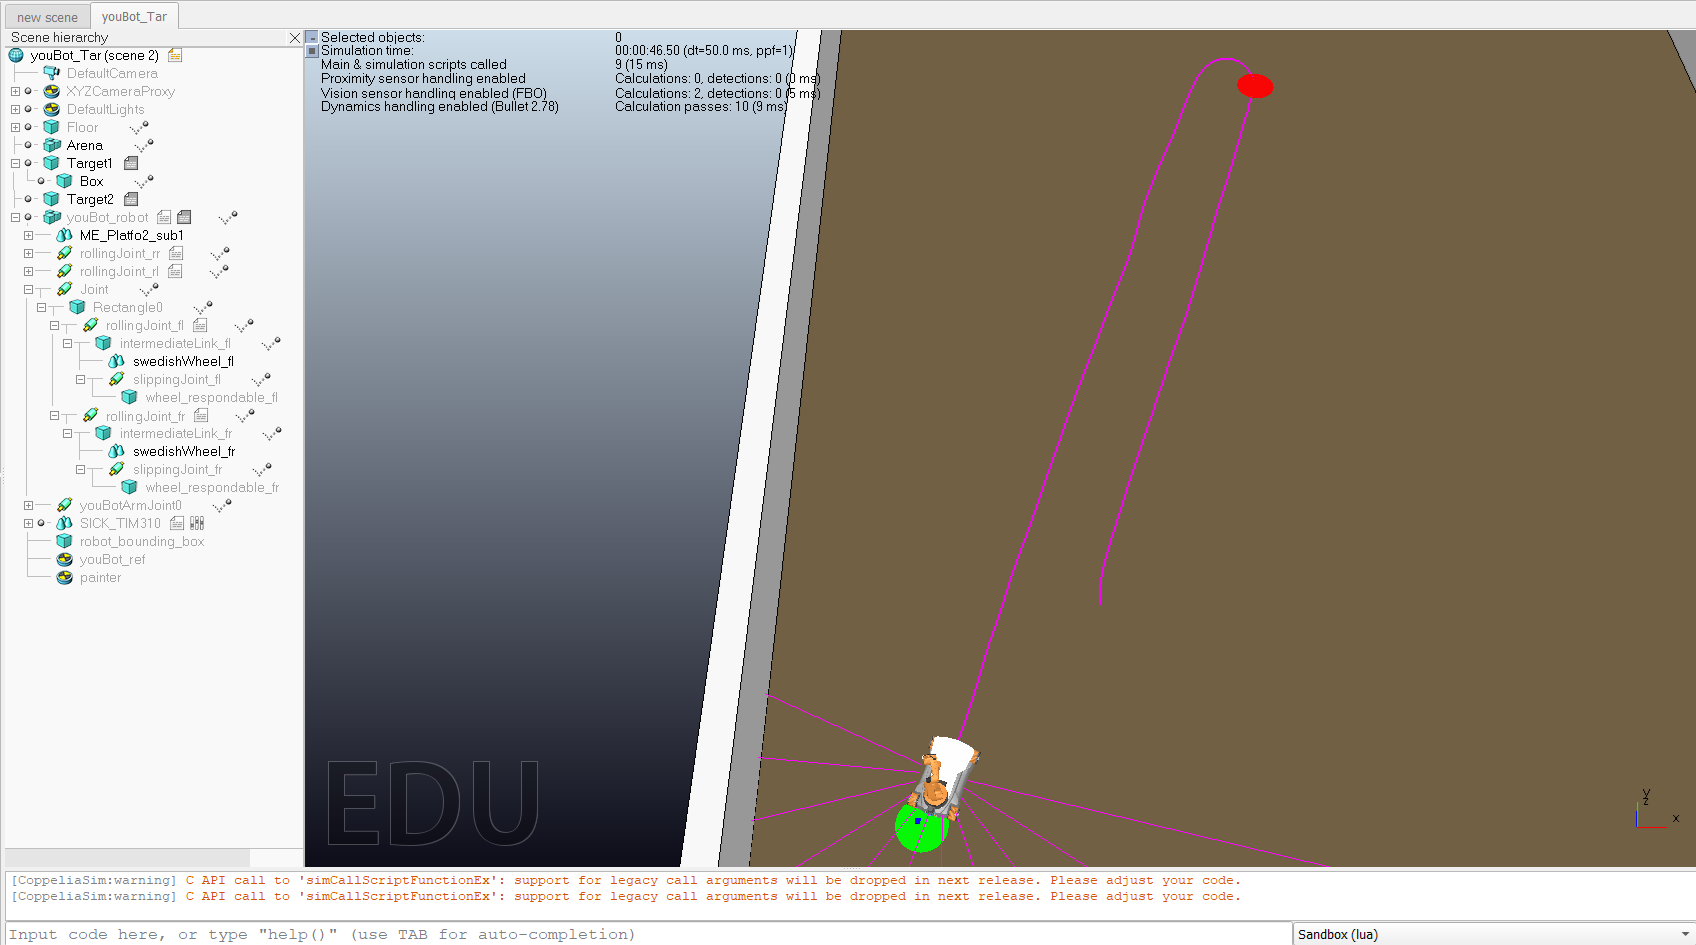 new scene
youBot_Tar
Scene hierarchy
youBot_Tar (scene 2)
DefaultCamera
XYZCameraProxy
DefaultLights
Floor
Arena
Target1
Box
Target2
youBot_robot
ME_Platfo2_sub1
rollingJoint_rr
rollingJoint_rl
Joint
Rectangle0
rollingJoint_fl
intermediateLink_fl
swedishWheel_fl
slippingJoint_fl
wheel_respondable_fl
rollingJoint_fr
intermediateLink_fr
swedishWheel_fr
slippingJoint_fr
wheel_respondable_fr
youBotArmJoint0
SICK_TIM310
robot_bounding_box
youBot_ref
painter
Selected objects: 0
Simulation time: 00:00:46.50 (dt=50.0 ms, ppf=1)
Main & simulation scripts called 9 (15 ms)
Proximity sensor handling enabled Calculations: 0, detections: 0 (0 ms)
Vision sensor handling enabled (FBO) Calculations: 2, detections: 0 (5 ms)
Dynamics handling enabled (Bullet 2.78) Calculation passes: 10 (9 ms)
EDU
y
z
x
[CoppeliaSim:warning] C API call to 'simCallScriptFunctionEx': support for legacy call arguments will be dropped in next release. Please adjust your code.
[CoppeliaSim:warning] C API call to 'simCallScriptFunctionEx': support for legacy call arguments will be dropped in next release. Please adjust your code.
Input code here, or type "help()" (use TAB for auto-completion)
Sandbox (lua)